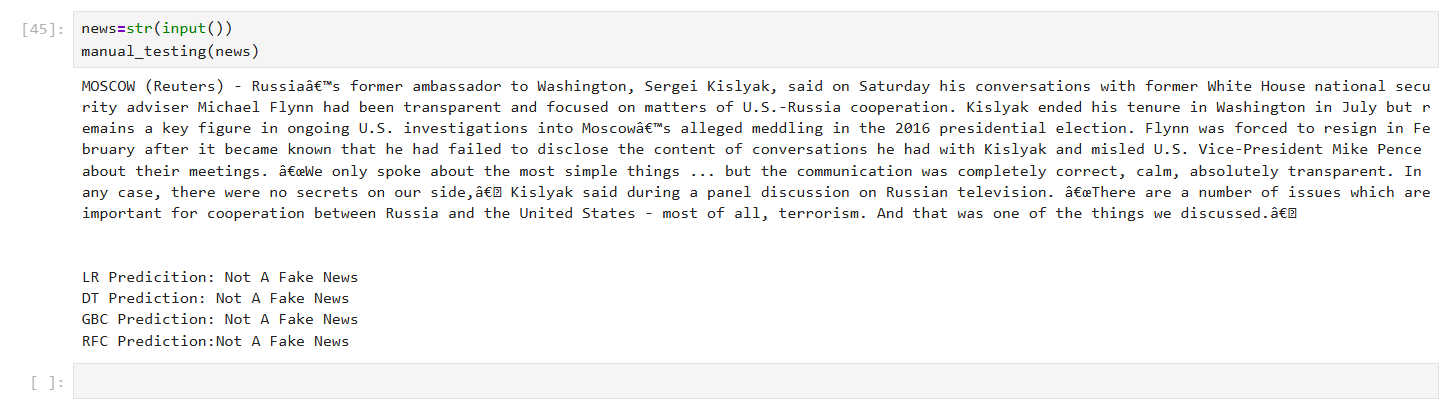 [45]: news=str(input())
manual_testing(news)
MOSCOW (Reuters) - Russiaâ€™s former ambassador to Washington, Sergei Kislyak, said on Saturday his conversations with former White House national secu
rity adviser Michael Flynn had been transparent and focused on matters of U.S.-Russia cooperation. Kislyak ended his tenure in Washington in July but r
emains a key figure in ongoing U.S. investigations into Moscowâ€™s alleged meddling in the 2016 presidential election. Flynn was forced to resign in Fe
bruary after it became known that he had failed to disclose the content of conversations he had with Kislyak and misled U.S. Vice-President Mike Pence
about their meetings. â€œWe only spoke about the most simple things ... but the communication was completely correct, calm, absolutely transparent. In
any case, there were no secrets on our side,â€ Kislyak said during a panel discussion on Russian television. â€œThere are a number of issues which are
important for cooperation between Russia and the United States - most of all, terrorism. And that was one of the things we discussed.â€
LR Predicition: Not A Fake News
DT Prediction: Not A Fake News
GBC Prediction: Not A Fake News
RFC Prediction:Not A Fake News
[ ]: